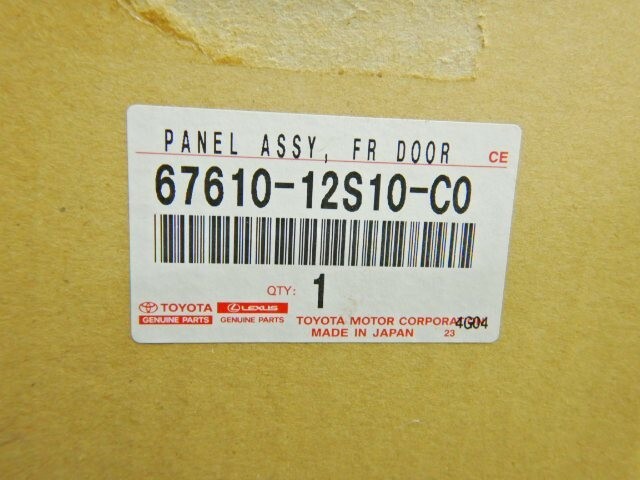 PANEL ASSY, FR DOOR CE
67610-12S10-C0
QTY: 1
TOYOTA LEXUS
GENUINE PARTS GENUINE PARTS
TOYOTA MOTOR CORPORATION 4G04
MADE IN JAPAN 23